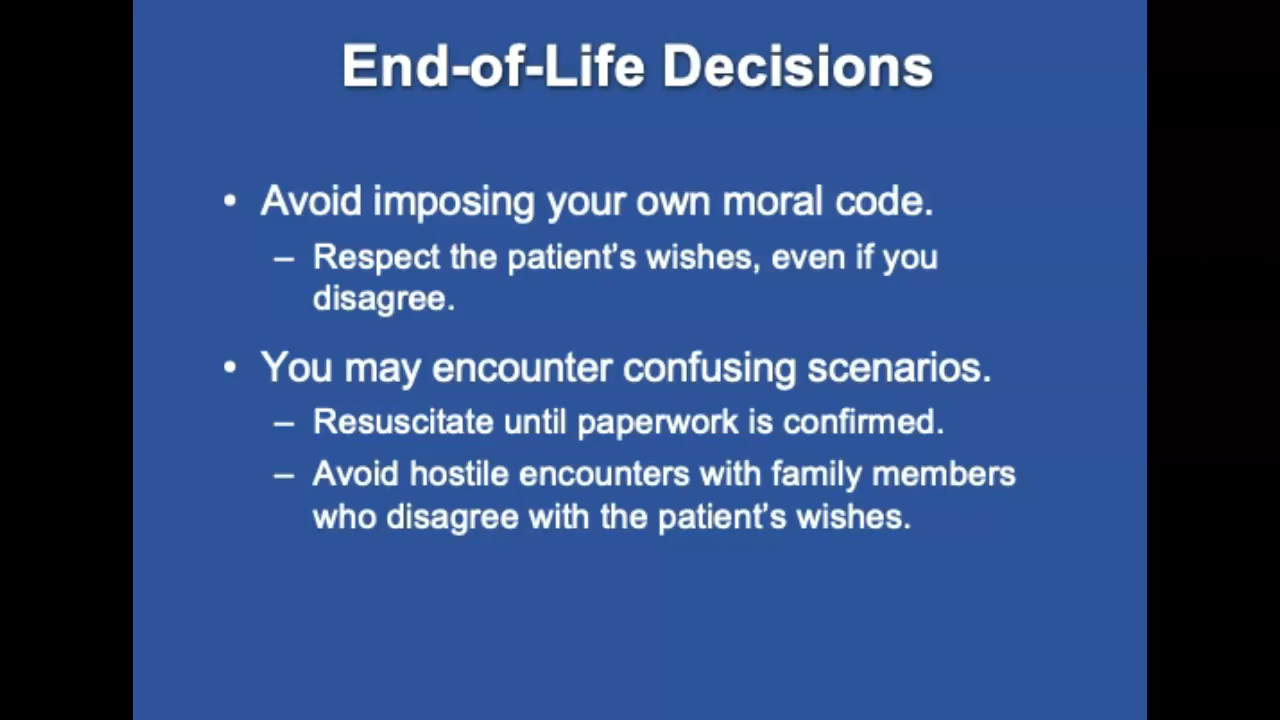 End-of-Life Decisions
• Avoid imposing your own moral code.
– Respect the patient's wishes, even if you
disagree.
• You may encounter confusing scenarios.
– Resuscitate until paperwork is confirmed.
– Avoid hostile encounters with family members
who disagree with the patient's wishes.